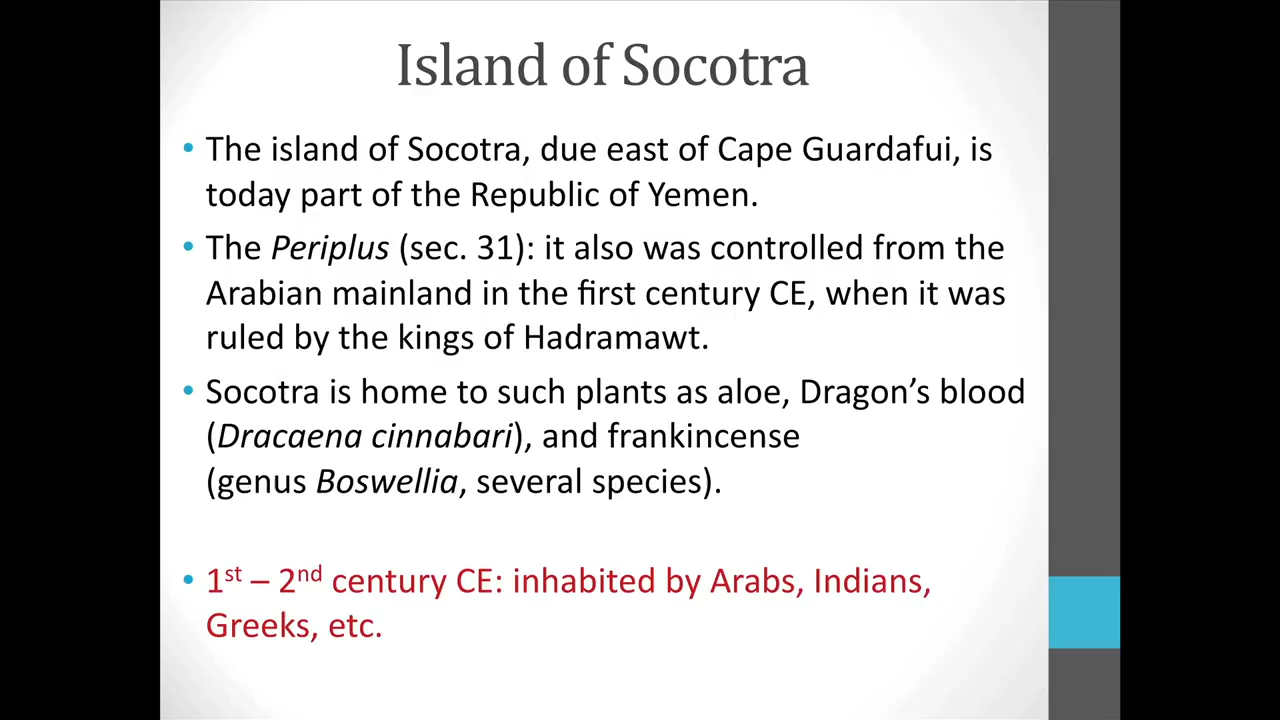 Island of Socotra
• The island of Socotra, due east of Cape Guardafui, is
today part of the Republic of Yemen.
• The Periplus (sec. 31): it also was controlled from the
Arabian mainland in the first century CE, when it was
ruled by the kings of Hadramawt.
• Socotra is home to such plants as aloe, Dragon’s blood
(Dracaena cinnabari), and frankincense
(genus Boswellia, several species).
• 1st – 2nd century CE: inhabited by Arabs, Indians,
Greeks, etc.